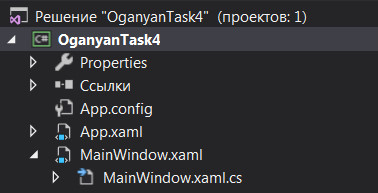 Решение "OganyanTask4" (проектов: 1)
C# OganyanTask4
Properties
Ссылки
App.config
App.xaml
MainWindow.xaml
MainWindow.xaml.cs